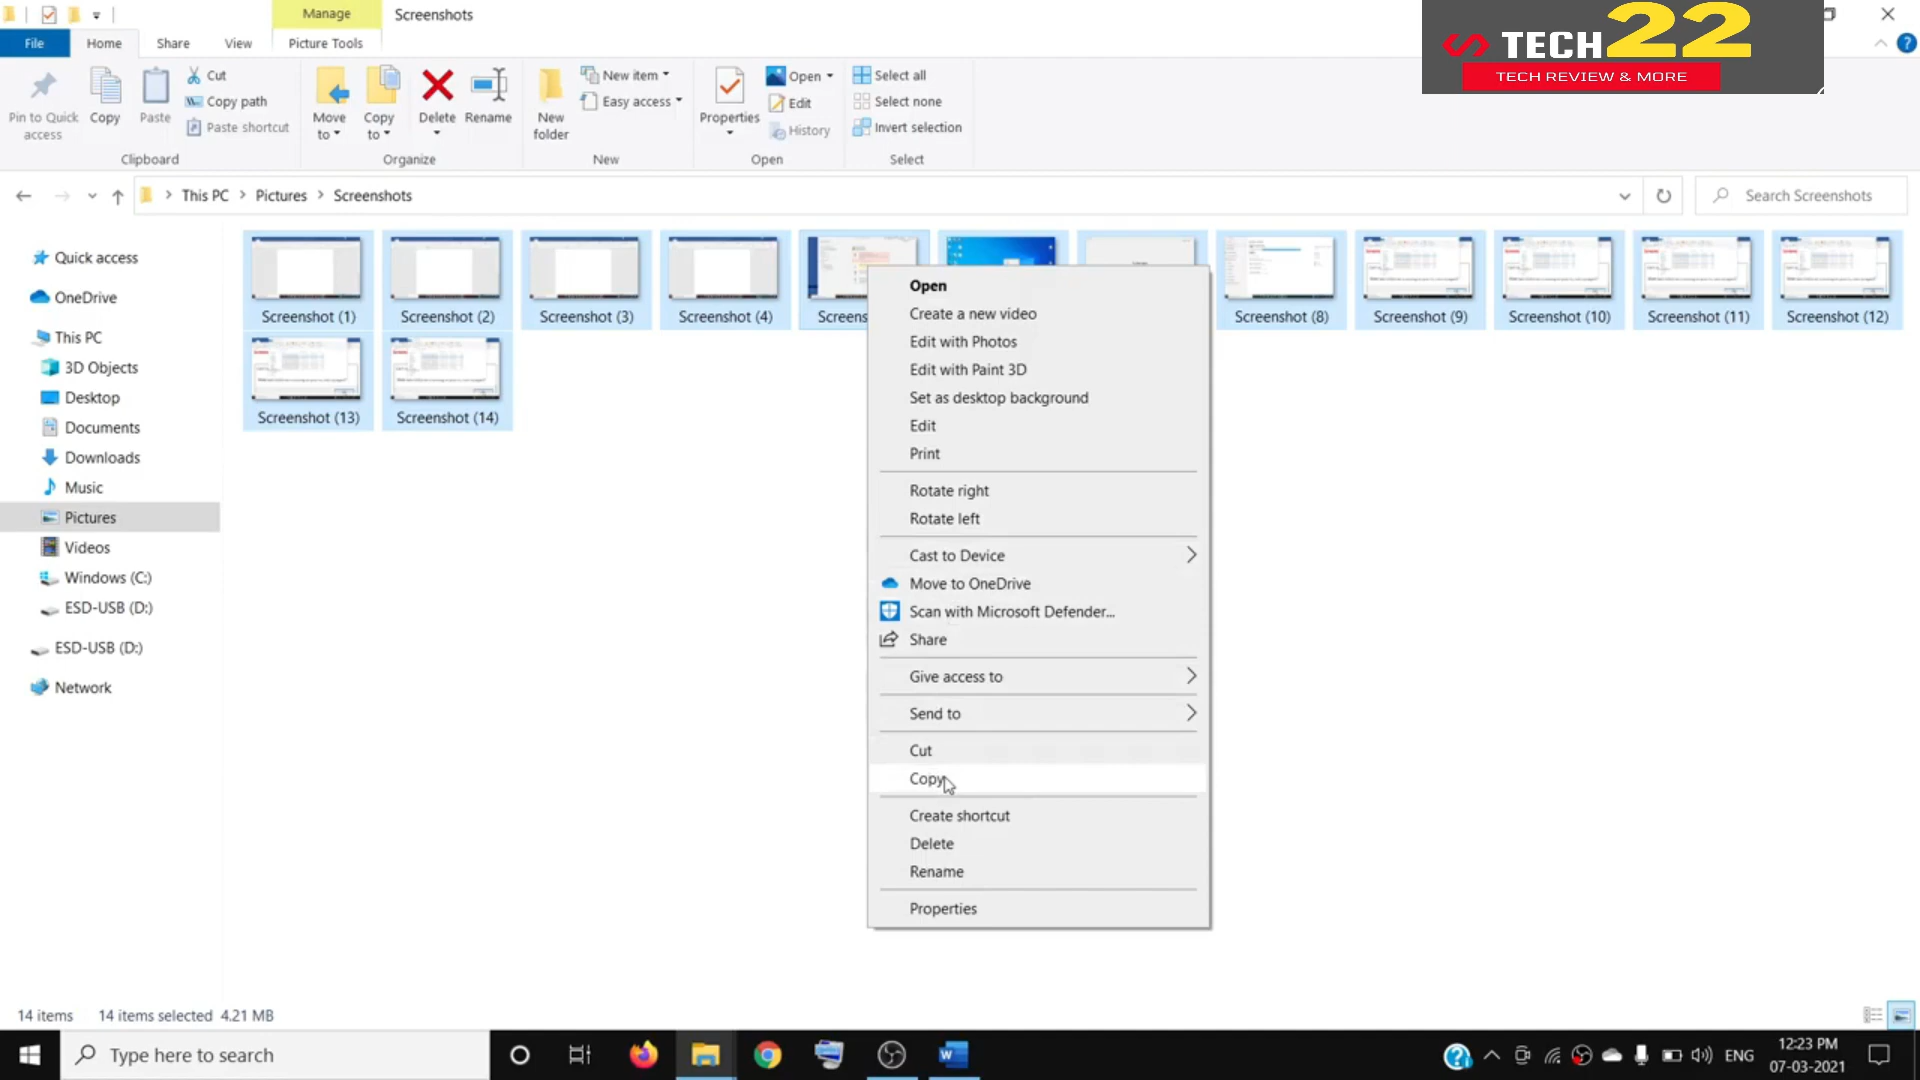 Manage
Screenshots
TECH22
TECH REVIEW & MORE
File
Home
Share
View
Picture Tools
Pin to Quick
access
Copy
Paste
Cut
Copy path
Paste shortcut
Clipboard
Move
to
Copy
to
Delete
Rename
Organize
New
folder
New item
Easy access
New
Properties
Open
Edit
History
Open
Select all
Select none
Invert selection
Select
This PC
Pictures
Screenshots
Search Screenshots
Quick access
OneDrive
This PC
3D Objects
Desktop
Documents
Downloads
Music
Pictures
Videos
Windows (C:)
ESD-USB (D:)
ESD-USB (D:)
Network
Screenshot (1)
Screenshot (2)
Screenshot (3)
Screenshot (4)
Screens
Screenshot (8)
Screenshot (9)
Screenshot (10)
Screenshot (11)
Screenshot (12)
Screenshot (13)
Screenshot (14)
Open
Create a new video
Edit with Photos
Edit with Paint 3D
Set as desktop background
Edit
Print
Rotate right
Rotate left
Cast to Device
Move to OneDrive
Scan with Microsoft Defender...
Share
Give access to
Send to
Cut
Copy
Create shortcut
Delete
Rename
Properties
14 items
14 items selected 4.21 MB
Type here to search
ENG
12:23 PM
07-03-2021